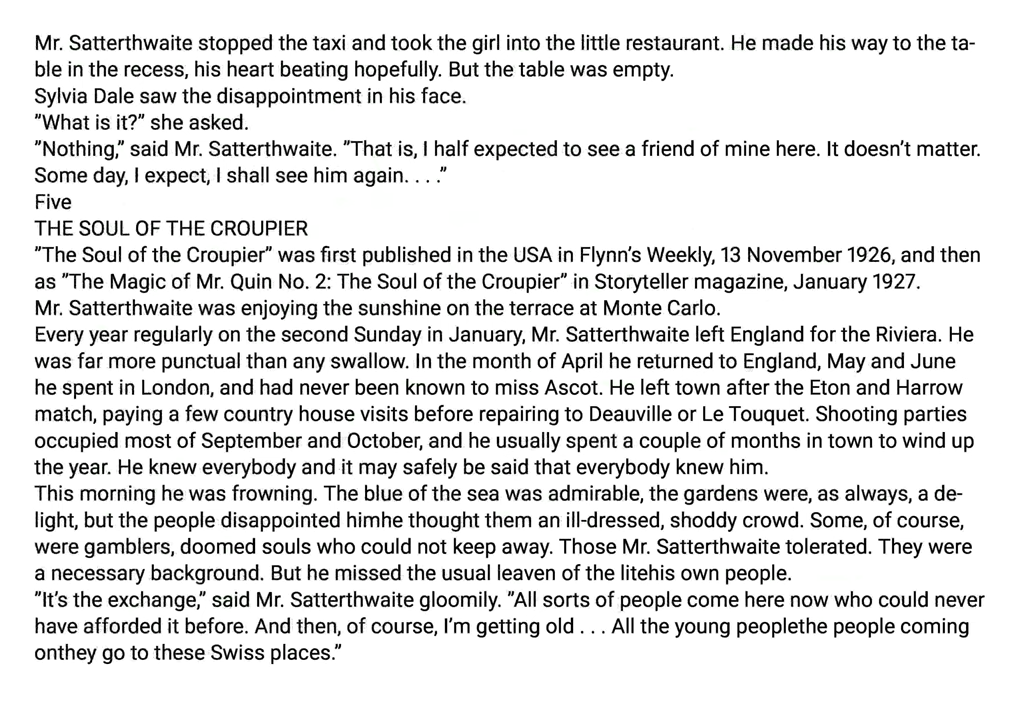 Mr. Satterthwaite stopped the taxi and took the girl into the little restaurant. He made his way to the ta-
ble in the recess, his heart beating hopefully. But the table was empty.
Sylvia Dale saw the disappointment in his face.
"What is it?" she asked.
"Nothing," said Mr. Satterthwaite. "That is, I half expected to see a friend of mine here. It doesn't matter.
Some day, I expect, I shall see him again. . . ."
Five
THE SOUL OF THE CROUPIER
"The Soul of the Croupier" was first published in the USA in Flynn's Weekly, 13 November 1926, and then
as "The Magic of Mr. Quin No. 2: The Soul of the Croupier" in Storyteller magazine, January 1927.
Mr. Satterthwaite was enjoying the sunshine on the terrace at Monte Carlo.
Every year regularly on the second Sunday in January, Mr. Satterthwaite left England for the Riviera. He
was far more punctual than any swallow. In the month of April he returned to England, May and June
he spent in London, and had never been known to miss Ascot. He left town after the Eton and Harrow
match, paying a few country house visits before repairing to Deauville or Le Touquet. Shooting parties
occupied most of September and October, and he usually spent a couple of months in town to wind up
the year. He knew everybody and it may safely be said that everybody knew him.
This morning he was frowning. The blue of the sea was admirable, the gardens were, as always, a de-
light, but the people disappointed himhe thought them an ill-dressed, shoddy crowd. Some, of course,
were gamblers, doomed souls who could not keep away. Those Mr. Satterthwaite tolerated. They were
a necessary background. But he missed the usual leaven of the litehis own people.
"It's the exchange," said Mr. Satterthwaite gloomily. "All sorts of people come here now who could never
have afforded it before. And then, of course, I'm getting old . . . All the young peoplethe people coming
onthey go to these Swiss places."